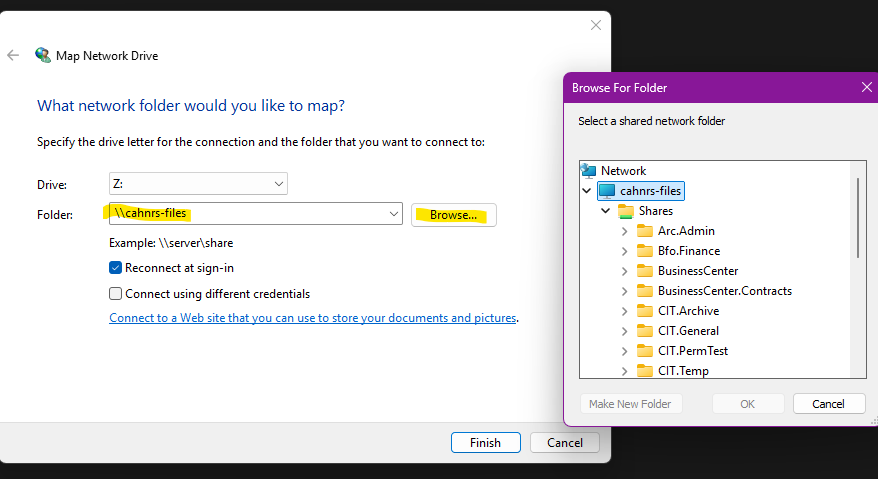 Map Network Drive
What network folder would you like to map?
Specify the drive letter for the connection and the folder that you want to connect to:
Drive: Z:
Folder: \\cahnrs-files Browse...
Example: \\server\share
Reconnect at sign-in
Connect using different credentials
Connect to a Web site that you can use to store your documents and pictures.
Finish Cancel
Browse For Folder
Select a shared network folder
Network
cahnrs-files
Shares
Arc.Admin
Bfo.Finance
BusinessCenter
BusinessCenter.Contracts
CIT.Archive
CIT.General
CIT.PermTest
CIT.Temp
Make New Folder OK Cancel